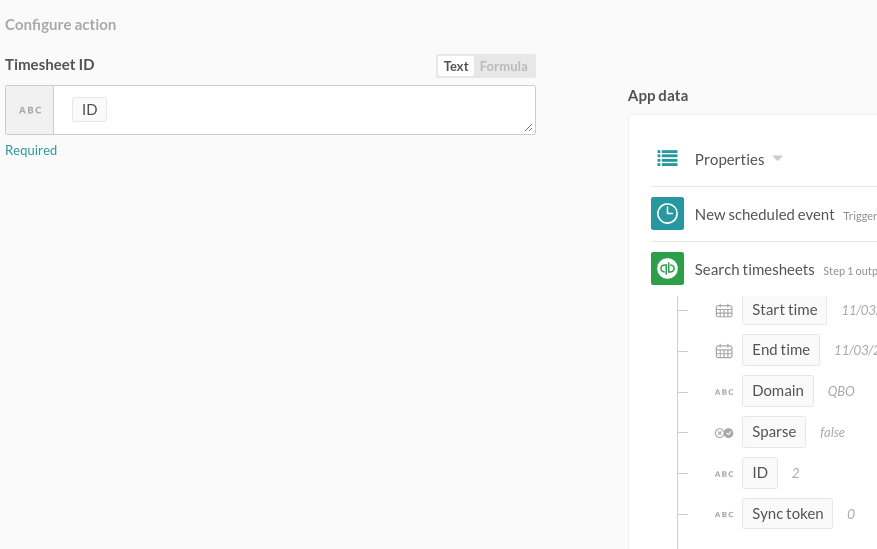 Configure action
Timesheet ID
Text Formula
ABC ID
Required
App data
Properties
New scheduled event Trigger
Search timesheets Step 1 outp
Start time 11/03/
End time 11/03/2
ABC Domain QBO
Sparse false
ABC ID 2
ABC Sync token 0